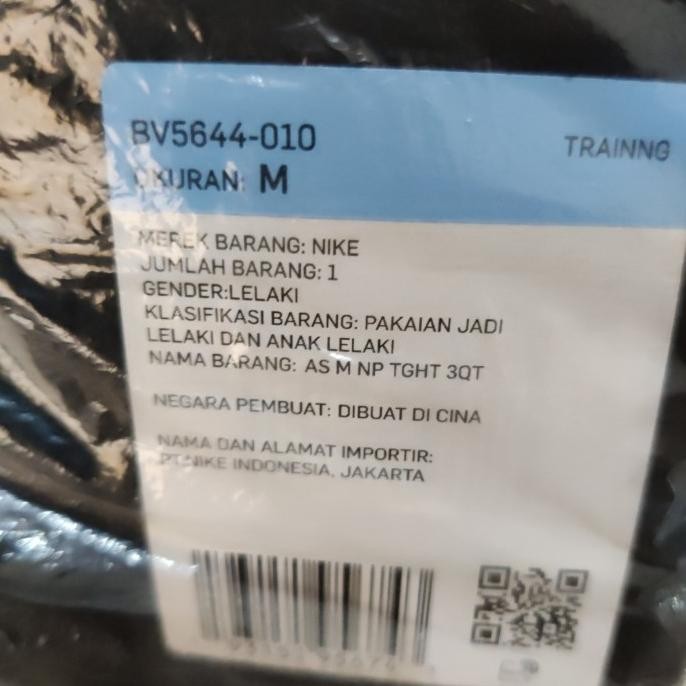 BV5644-010
TRAINNG
UKURAN: M
MEREK BARANG: NIKE
JUMLAH BARANG: 1
GENDER:LELAKI
KLASIFIKASI BARANG: PAKAIAN JADI
LELAKI DAN ANAK LELAKI
NAMA BARANG: AS M NP TGHT 3QT
NEGARA PEMBUAT: DIBUAT DI CINA
NAMA DAN ALAMAT IMPORTIR:
PT.NIKE INDONESIA, JAKARTA